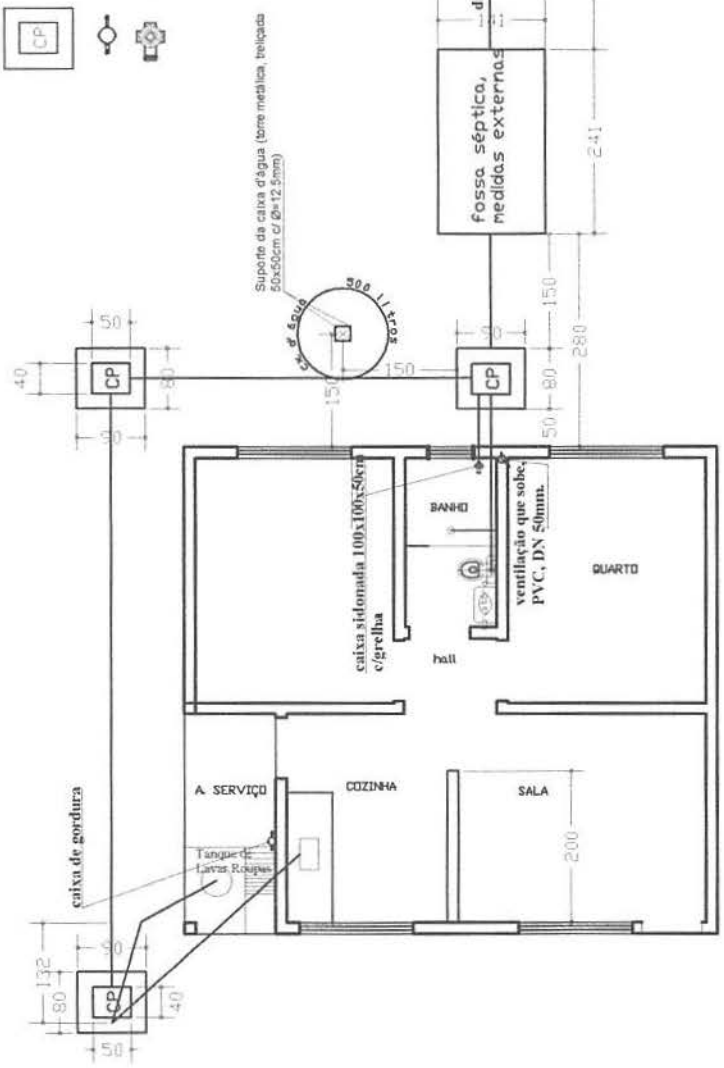 CP
Suporte da caixa d'água (torre metálica, treliçada
50x50cm c/ Ø=12.5mm)
141
d
fossa séptica,
medidas externas
241
50
40
CP
80
90
cx. d'água
500 litros
150
150
90
CP
80
50
150
280
caixa sidonada 100x100x50cm
c/grelha
BANHO
ventilação que sobe,
PVC, DN 50mm.
QUARTO
hall
A. SERVIÇO
COZINHA
SALA
200
Tanque de
Lavar Roupas
caixa de gordura
132
90
80
CP
40
50